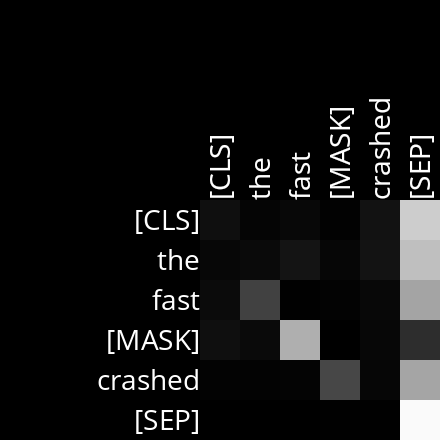 [CLS]
the
fast
[MASK]
crashed
[SEP]
[CLS]
the
fast
[MASK]
crashed
[SEP]